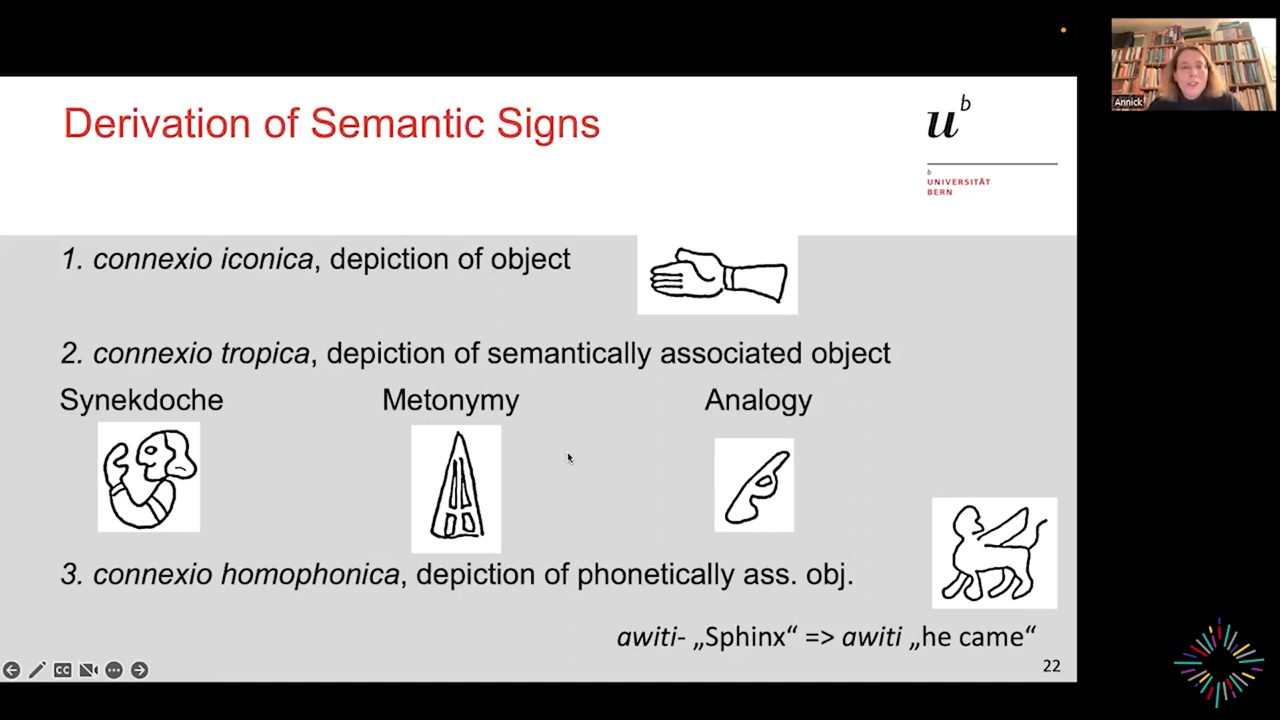 Derivation of Semantic Signs
u^b
b
UNIVERSITÄT
BERN
Annick
1. connexio iconica, depiction of object
2. connexio tropica, depiction of semantically associated object
Synekdoche Metonymy Analogy
3. connexio homophonica, depiction of phonetically ass. obj.
awiti- „Sphinx“ => awiti „he came“
CC
22